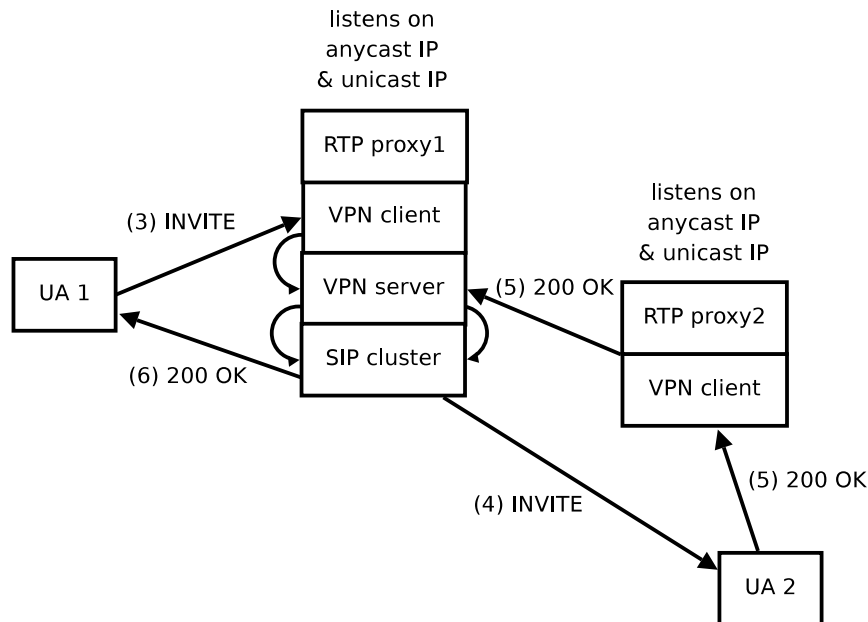 listens on
anycast IP
& unicast IP
RTP proxy1
VPN client
VPN server
SIP cluster
(3) INVITE
UA 1
(6) 200 OK
listens on
anycast IP
& unicast IP
(5) 200 OK
RTP proxy2
VPN client
(4) INVITE
(5) 200 OK
UA 2